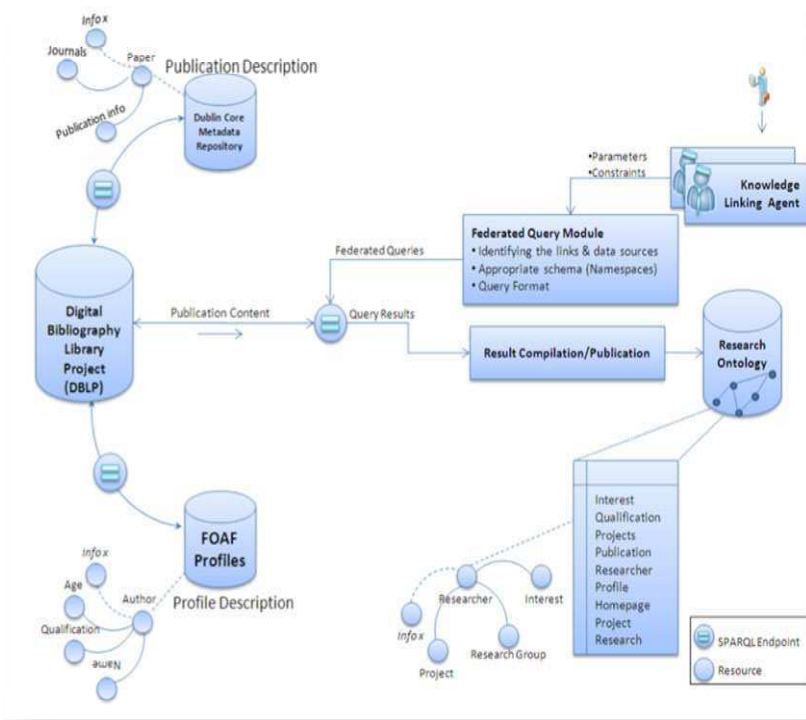 Info x
Journals
Paper
Publication info
Publication Description
Dublin Core
Metadata
Repository
•Parameters
•Constraints
Knowledge
Linking Agent
Federated Query Module
• Identifying the links & data sources
• Appropriate schema (Namespaces)
• Query Format
Federated Queries
Digital
Bibliography
Library
Project
(DBLP)
Publication Content
Query Results
Result Compilation/Publication
Research
Ontology
FOAF
Profiles
Info x
Age
Author
Profile Description
Qualification
Name
Interest
Qualification
Projects
Publication
Researcher
Profile
Homepage
Project
Research
Researcher
Interest
Info x
Research Group
Project
SPARQL Endpoint
Resource